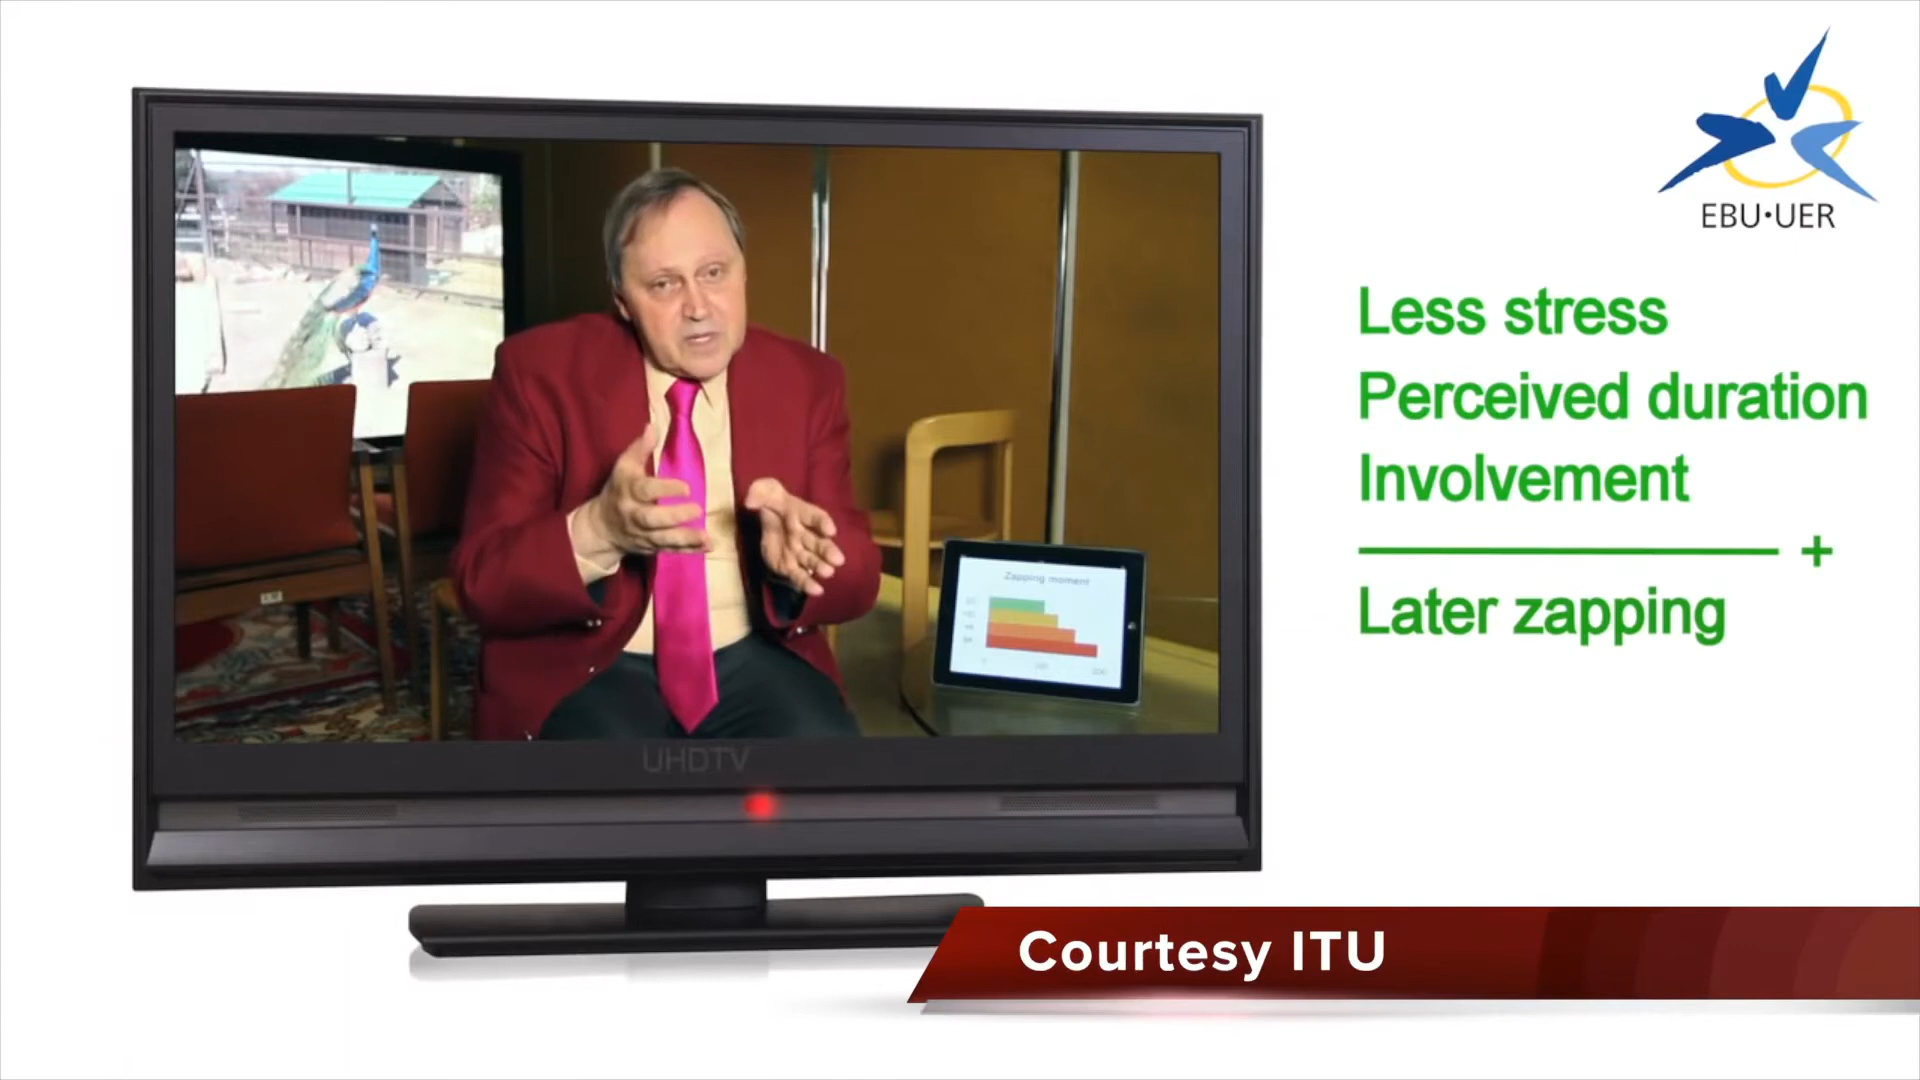 EBU•UER
Less stress
Perceived duration
Involvement
+
Later zapping
Zapping moment
UHDTV
Courtesy ITU